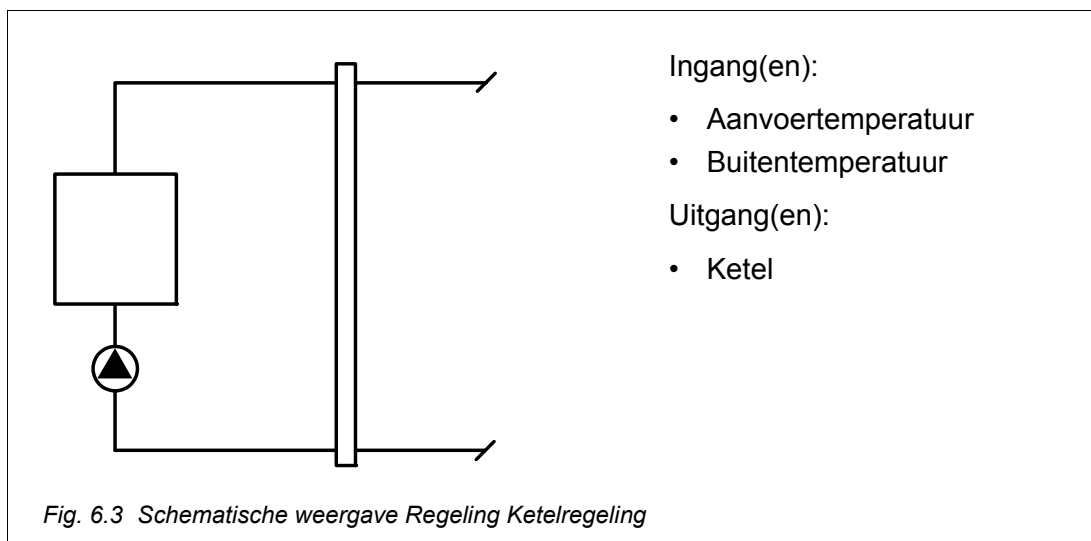 Ingang(en):
• Aanvoertemperatuur
• Buitentemperatuur
Uitgang(en):
• Ketel
Fig. 6.3 Schematische weergave Regeling Ketelregeling